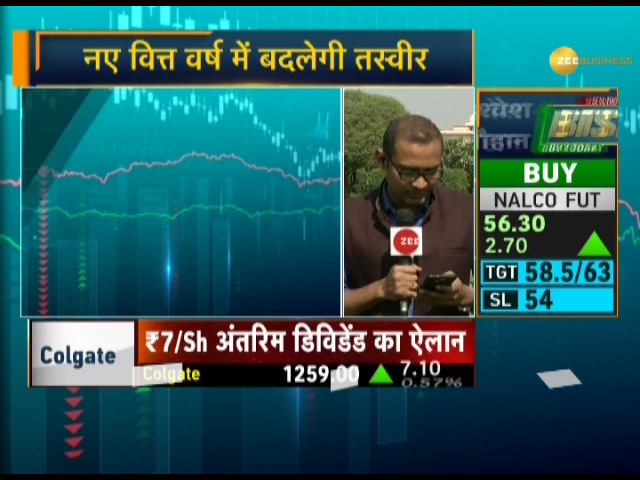 नए वित्त वर्ष में बदलेगी तस्वीर
ZEE BUSINESS
BUY
NALCO FUT
56.30
2.70
TGT 58.5/63
SL 54
ZEE
Colgate
₹7/Sh अंतरिम डिविडेंड का ऐलान
Colgate 1259.00 7.10
0.57%